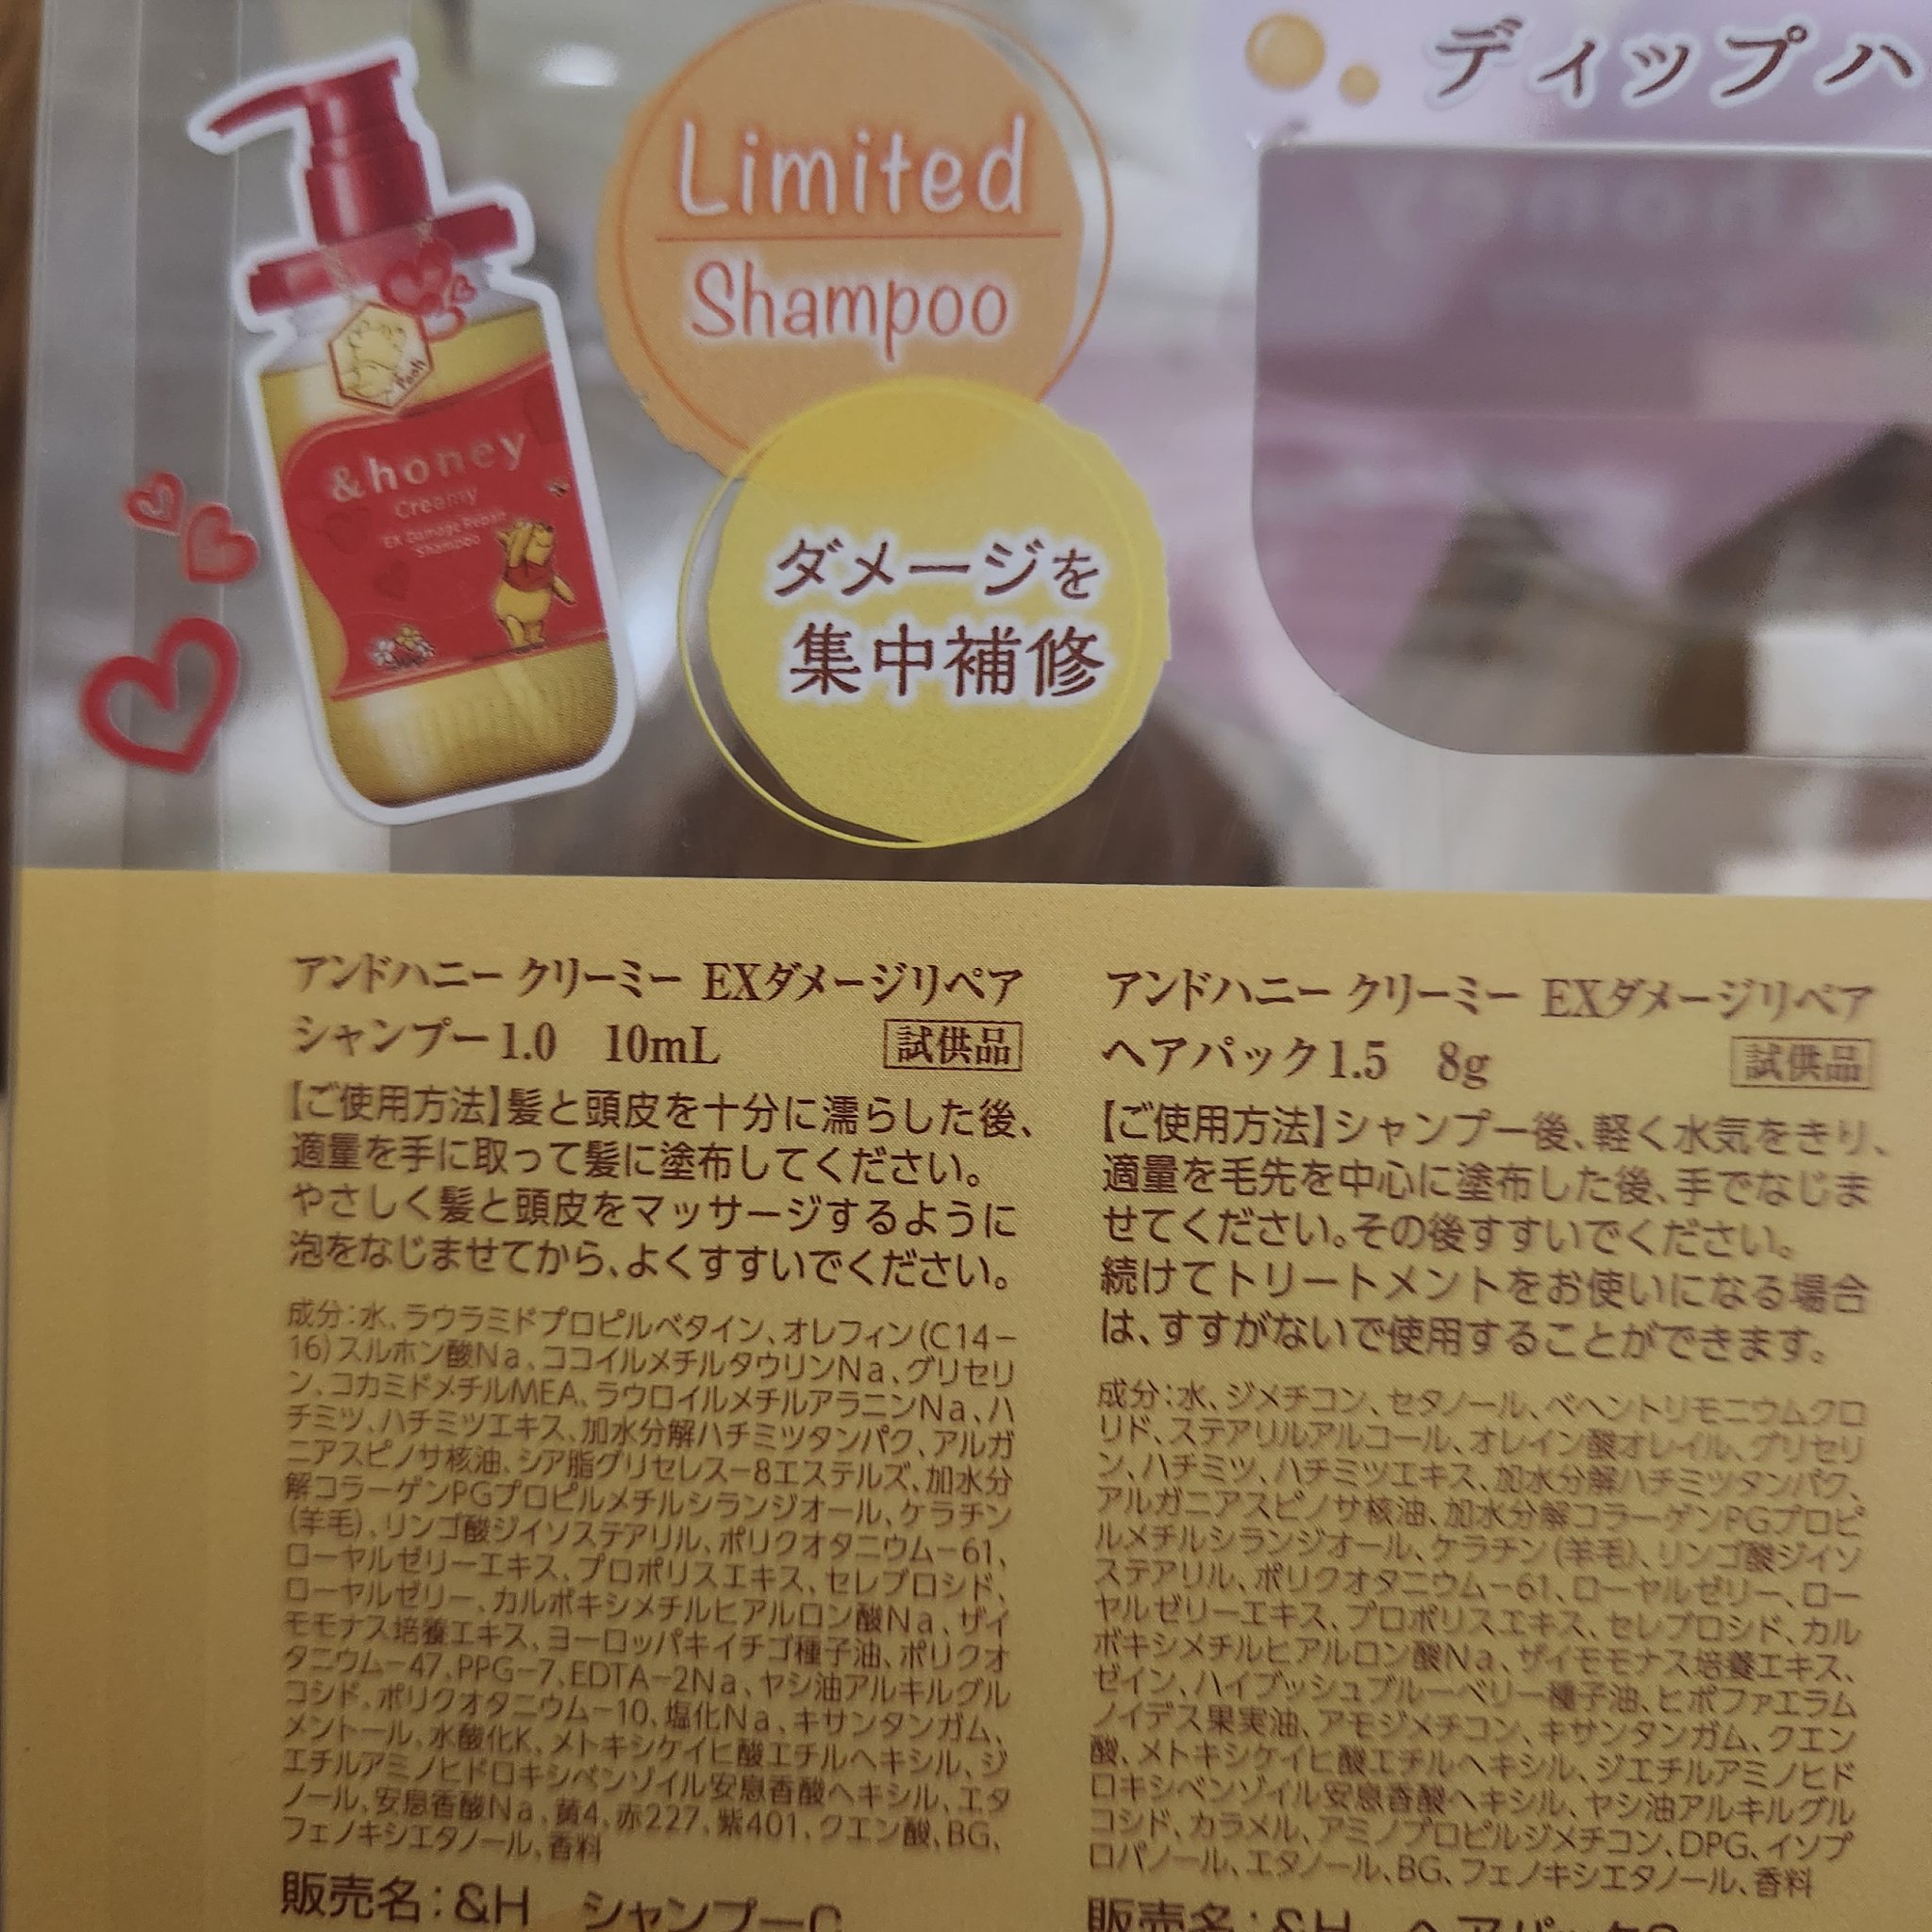 Limited
Shampoo
ディップハ
Pooh
&honey
Creamy
EX Damage Repair
Shampoo
ダメージを
集中補修
アンドハニー クリーミー EXダメージリペア
シャンプー1.0 10mL 試供品
【ご使用方法】髪と頭皮を十分に濡らした後、
適量を手に取って髪に塗布してください。
やさしく髪と頭皮をマッサージするように
泡をなじませてから、よくすすいでください。
成分：水、ラウラミドプロピルベタイン、オレフィン(C14−
16)スルホン酸Na、ココイルメチルタウリンNa、グリセリ
ン、コカミドメチルMEA、ラウロイルメチルアラニンNa、ハ
チミツ、ハチミツエキス、加水分解ハチミツタンパク、アルガ
ニアスピノサ核油、シア脂グリセレス−8エステルズ、加水分
解コラーゲンPGプロピルメチルシランジオール、ケラチン
(羊毛)、リンゴ酸ジイソステアリル、ポリクオタニウム−61、
ローヤルゼリーエキス、プロポリスエキス、セレブロシド、
ローヤルゼリー、カルボキシメチルヒアルロン酸Na、ザイ
モモナス培養エキス、ヨーロッパキイチゴ種子油、ポリクオ
タニウム−47、PPG−7、EDTA−2Na、ヤシ油アルキルグル
コシド、ポリクオタニウム−10、塩化Na、キサンタンガム、
メントール、水酸化K、メトキシケイヒ酸エチルヘキシル、ジ
エチルアミノヒドロキシベンゾイル安息香酸ヘキシル、エタ
ノール、安息香酸Na、黄4、赤227、紫401、クエン酸、BG、
フェノキシエタノール、香料
販売名：&H シャンプーC
アンドハニー クリーミー EXダメージリペア
ヘアパック1.5 8g 試供品
【ご使用方法】シャンプー後、軽く水気をきり、
適量を毛先を中心に塗布した後、手でなじま
せてください。その後すすいでください。
続けてトリートメントをお使いになる場合
は、すすがないで使用することができます。
成分：水、ジメチコン、セタノール、ベヘントリモニウムクロ
リド、ステアリルアルコール、オレイン酸オレイル、グリセリ
ン、ハチミツ、ハチミツエキス、加水分解ハチミツタンパク、
アルガニアスピノサ核油、加水分解コラーゲンPGプロピ
ルメチルシランジオール、ケラチン(羊毛)、リンゴ酸ジイソ
ステアリル、ポリクオタニウム−61、ローヤルゼリー、ロー
ヤルゼリーエキス、プロポリスエキス、セレブロシド、カル
ボキシメチルヒアルロン酸Na、ザイモモナス培養エキス、
ゼイン、ハイブッシュブルーベリー種子油、ヒポファエラム
ノイデス果実油、アモジメチコン、キサンタンガム、クエン
酸、メトキシケイヒ酸エチルヘキシル、ジエチルアミノヒド
ロキシベンゾイル安息香酸ヘキシル、ヤシ油アルキルグル
コシド、カラメル、アミノプロピルジメチコン、DPG、イソプ
ロパノール、エタノール、BG、フェノキシエタノール、香料
販売名：&H ヘアパック